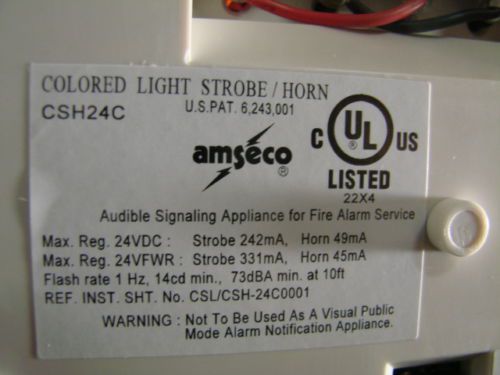 COLORED LIGHT STROBE / HORN
CSH24C
U.S.PAT. 6,243,001
amseco ®
C UL ® US
LISTED
22X4
Audible Signaling Appliance for Fire Alarm Service
Max. Reg. 24VDC : Strobe 242mA, Horn 49mA
Max. Reg. 24VFWR : Strobe 331mA, Horn 45mA
Flash rate 1 Hz, 14cd min., 73dBA min. at 10ft
REF. INST. SHT. No. CSL/CSH-24C0001
WARNING : Not To Be Used As A Visual Public
Mode Alarm Notification Appliance.